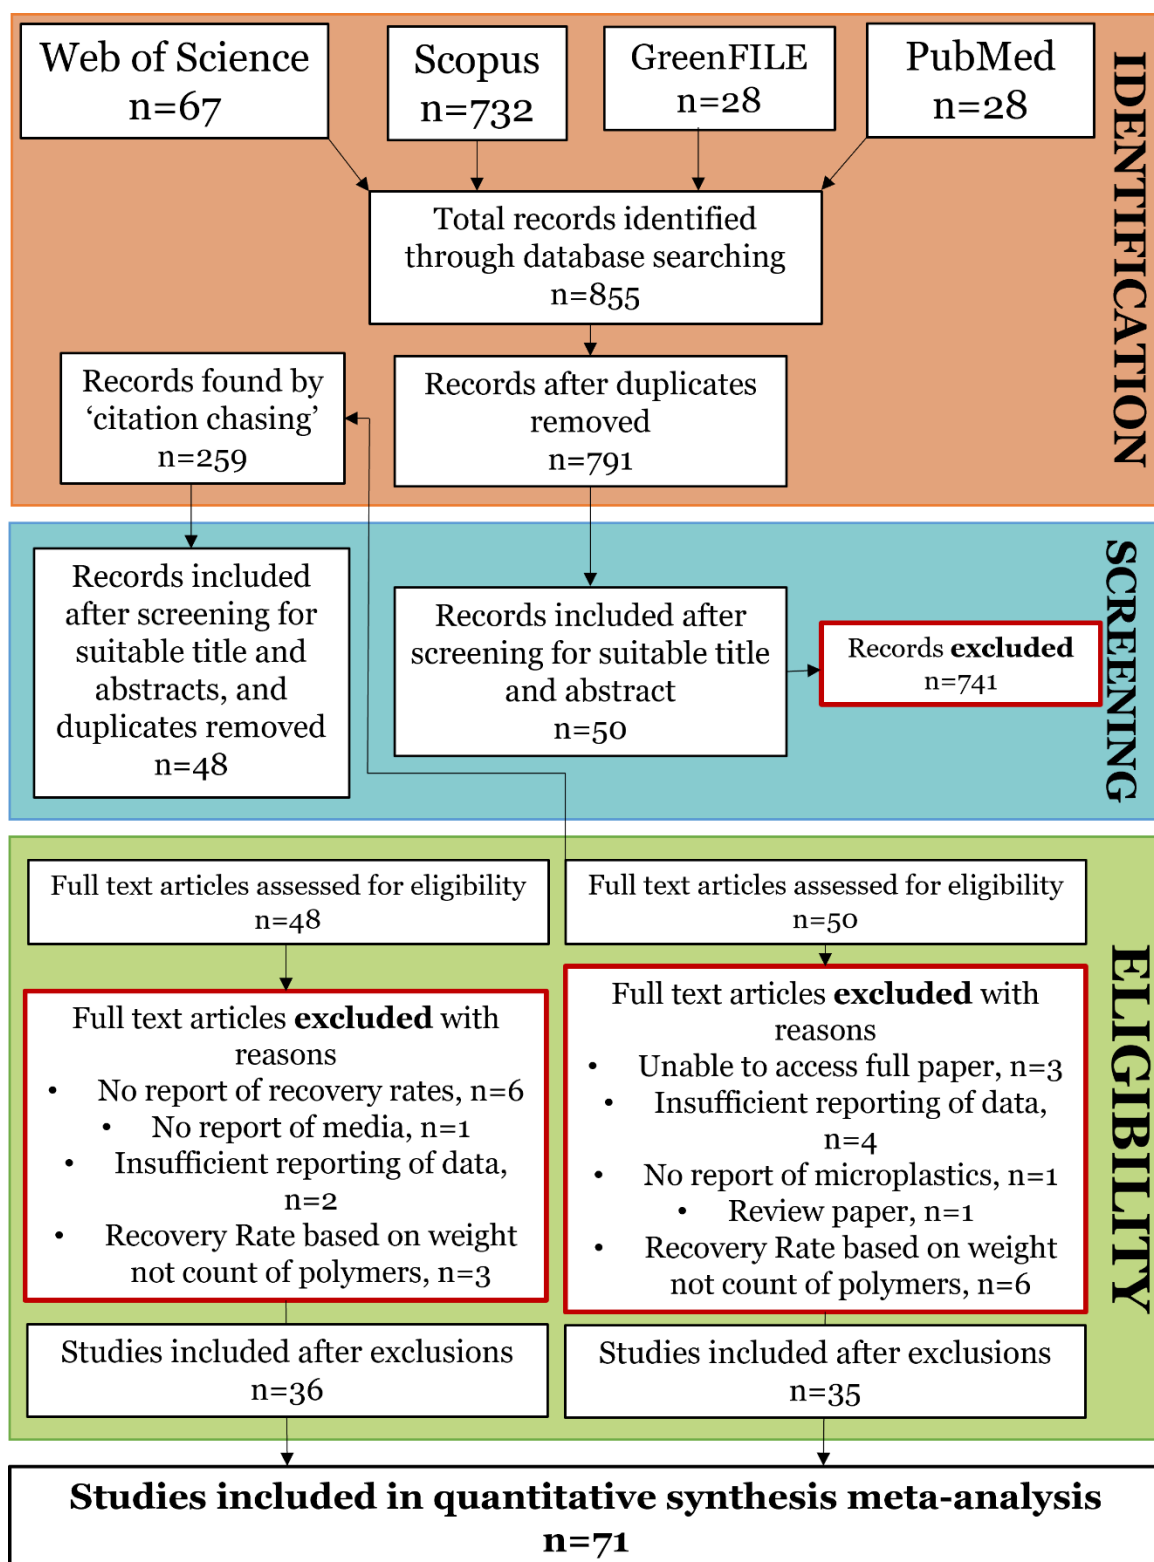 Web of Science
n=67
Scopus
n=732
GreenFILE
n=28
PubMed
n=28
IDENTIFICATION
Total records identified
through database searching
n=855
Records found by
‘citation chasing’
n=259
Records after duplicates
removed
n=791
SCREENING
Records included
after screening for
suitable title and
abstracts, and
duplicates removed
n=48
Records included after
screening for suitable title
and abstract
n=50
Records excluded
n=741
ELIGIBILITY
Full text articles assessed for eligibility
n=48
Full text articles assessed for eligibility
n=50
Full text articles excluded with
reasons
• No report of recovery rates, n=6
• No report of media, n=1
• Insufficient reporting of data,
n=2
• Recovery Rate based on weight
not count of polymers, n=3
Full text articles excluded with
reasons
• Unable to access full paper, n=3
• Insufficient reporting of data,
n=4
• No report of microplastics, n=1
• Review paper, n=1
• Recovery Rate based on weight
not count of polymers, n=6
Studies included after exclusions
n=36
Studies included after exclusions
n=35
Studies included in quantitative synthesis meta-analysis
n=71